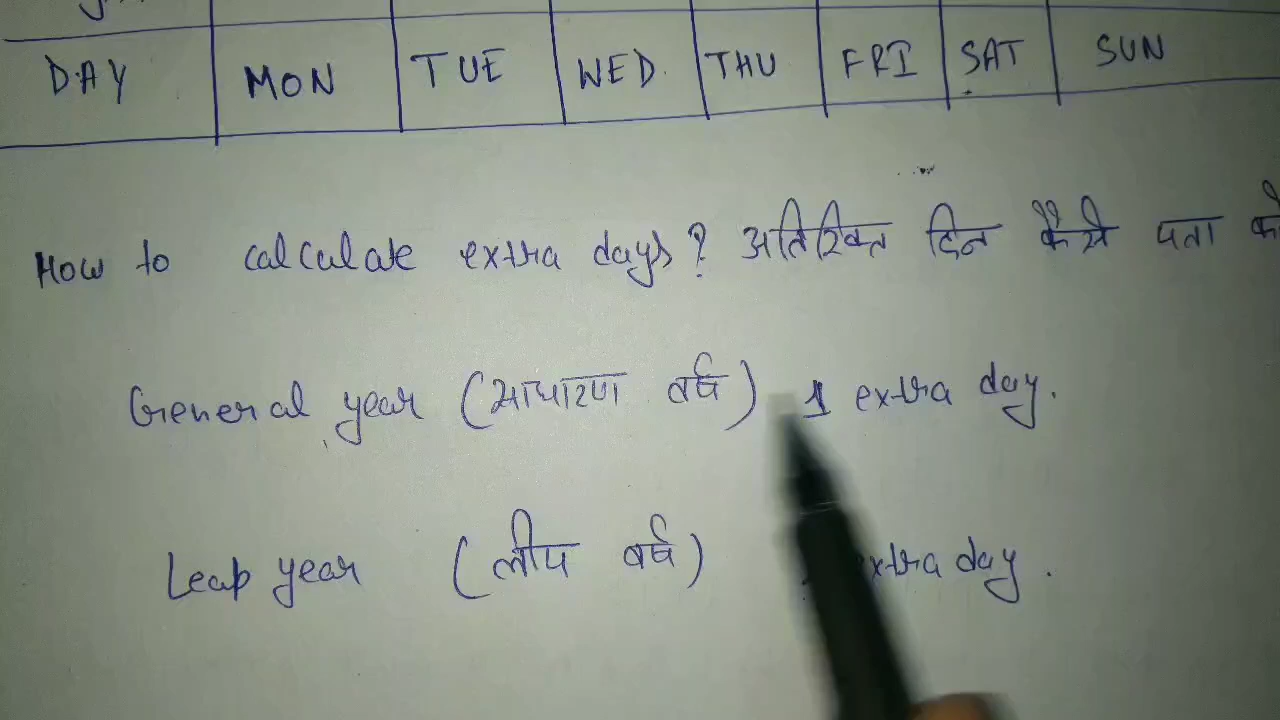 DAY MON TUE WED THU FRI SAT SUN
How to calculate extra days? अतिरिक्त दिन कैसे पता
General year (साधारण वर्ष) 1 extra day.
Leap year (लीप वर्ष) extra day.